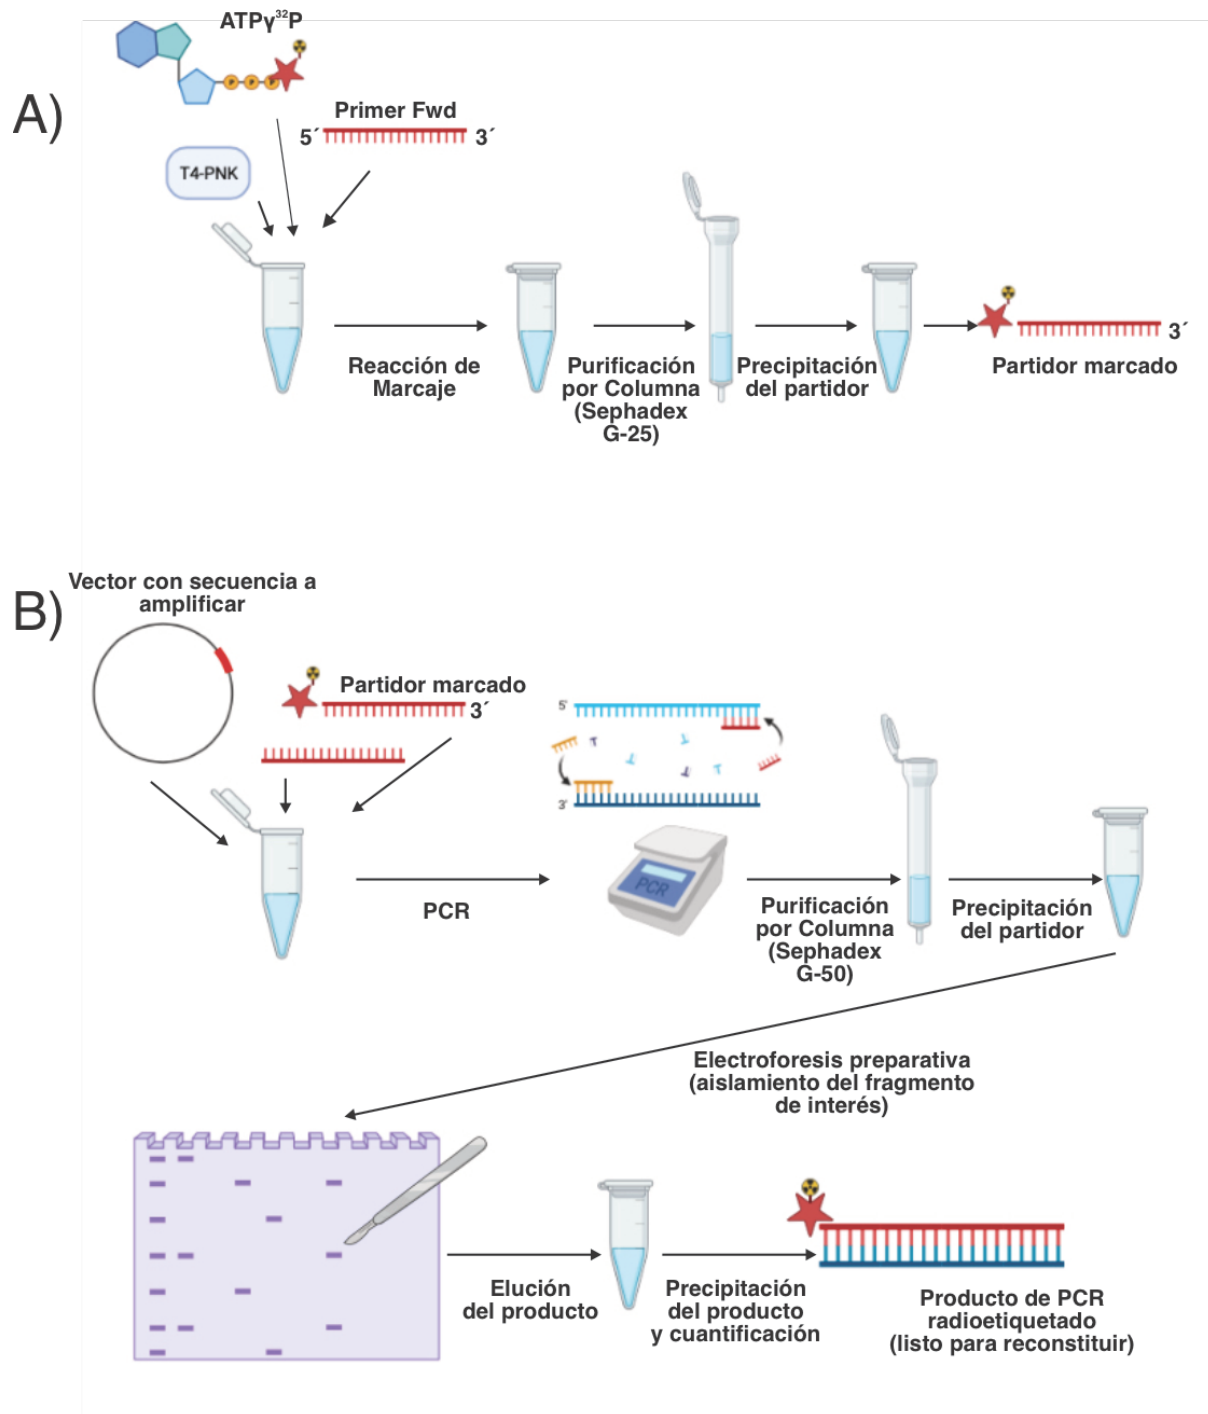 ATPγ³²P
A)
Primer Fwd
5´
3´
T4-PNK
P P P
Reacción de
Marcaje
Purificación
por Columna
(Sephadex
G-25)
Precipitación
del partidor
3´
Partidor marcado
B)
Vector con secuencia a
amplificar
Partidor marcado
3´
5'
T
T
3'
PCR
PCR
Purificación
por Columna
(Sephadex
G-50)
Precipitación
del partidor
Electroforesis preparativa
(aislamiento del fragmento
de interés)
Elución
del producto
Precipitación
del producto
y cuantificación
Producto de PCR
radioetiquetado
(listo para reconstituir)